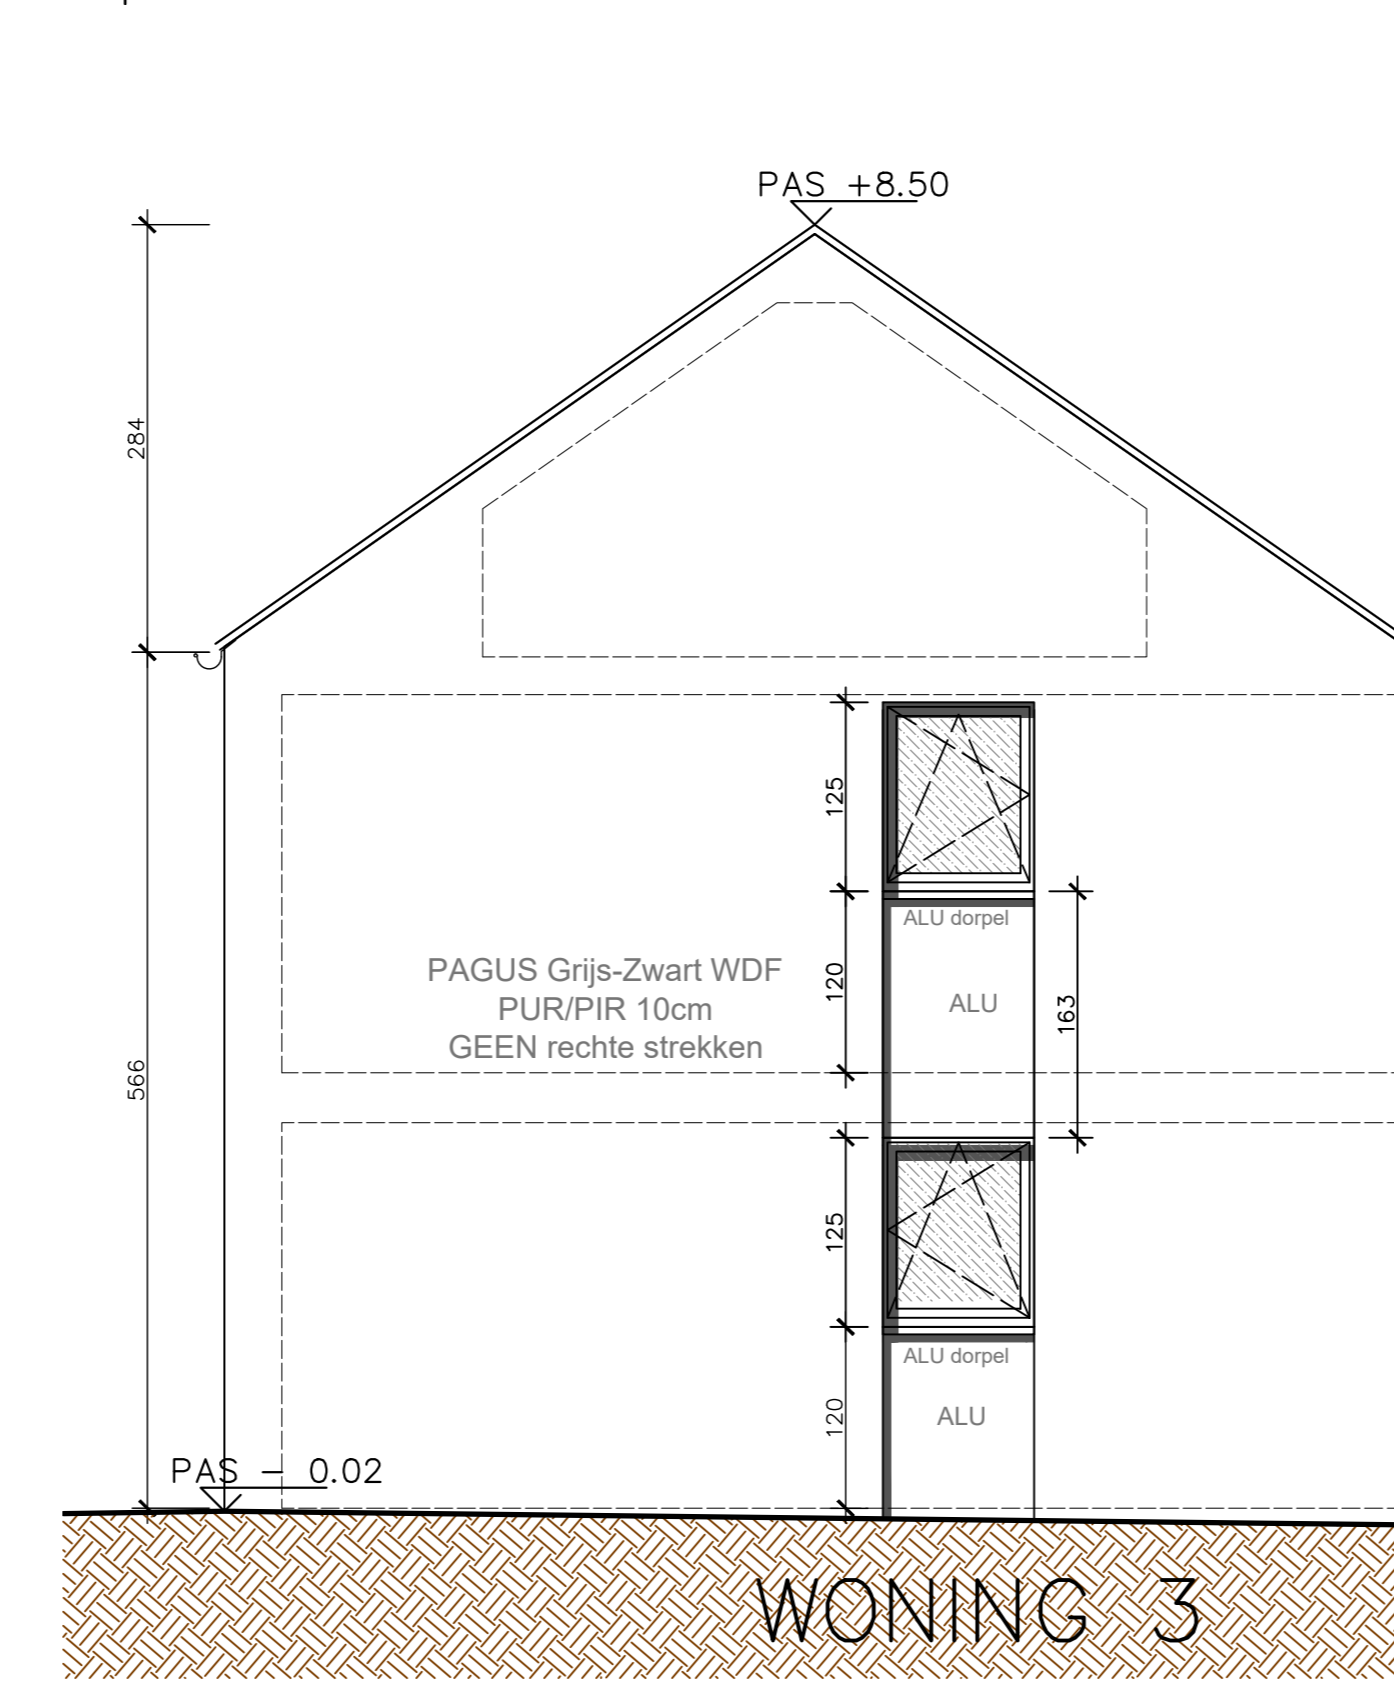 PAS +8.50
284
125
ALU dorpel
PAGUS Grijs-Zwart WDF
PUR/PIR 10cm
GEEN rechte strekken
120
ALU
163
566
125
ALU dorpel
120
ALU
PAS - 0.02
WONING 3